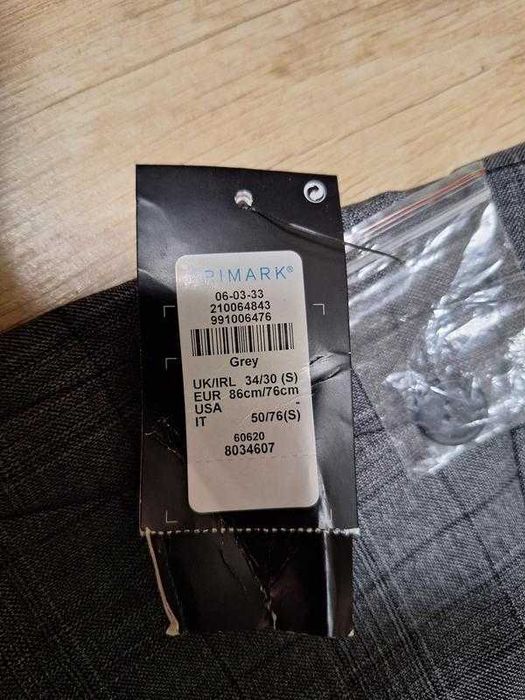 PRIMARK®
06-03-33
210064843
991006476
Grey
UK/IRL 34/30 (S)
EUR 86cm/76cm
USA -
IT 50/76(S)
60620
8034607